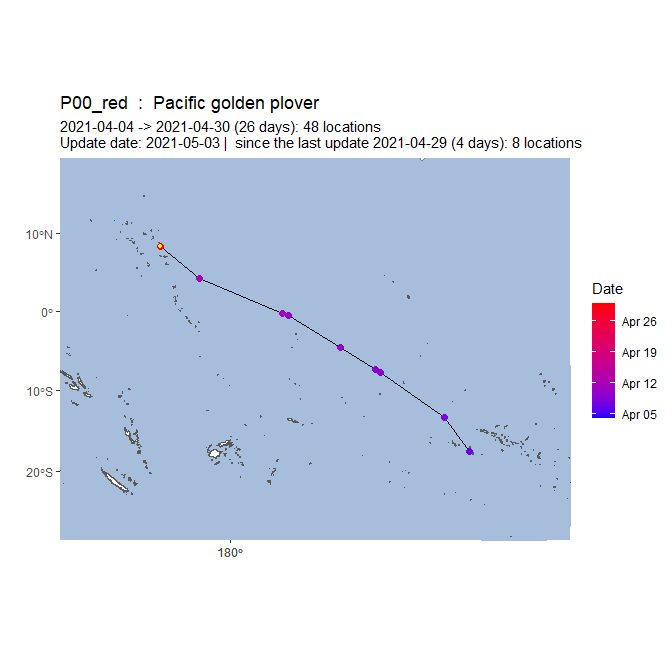 P00_red  :  Pacific golden plover
2021-04-04 -> 2021-04-30 (26 days): 48 locations
Update date: 2021-05-03 |  since the last update 2021-04-29 (4 days): 8 locations
10°N
0°
10°S
20°S
180°
Date
Apr 26
Apr 19
Apr 12
Apr 05